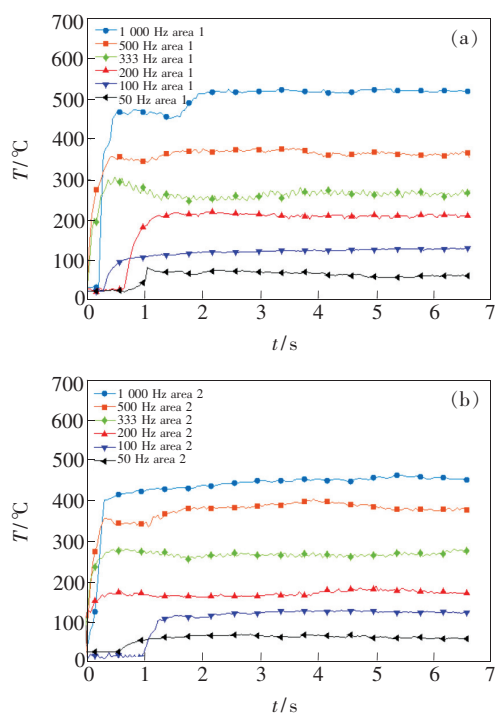 700
600
500
400
300
200
100
0
T/℃
1 000 Hz area 1
500 Hz area 1
333 Hz area 1
200 Hz area 1
100 Hz area 1
50 Hz area 1
(a)
0 1 2 3 4 5 6 7
t/s
700
600
500
400
300
200
100
0
T/℃
1 000 Hz area 2
500 Hz area 2
333 Hz area 2
200 Hz area 2
100 Hz area 2
50 Hz area 2
(b)
0 1 2 3 4 5 6 7
t/s